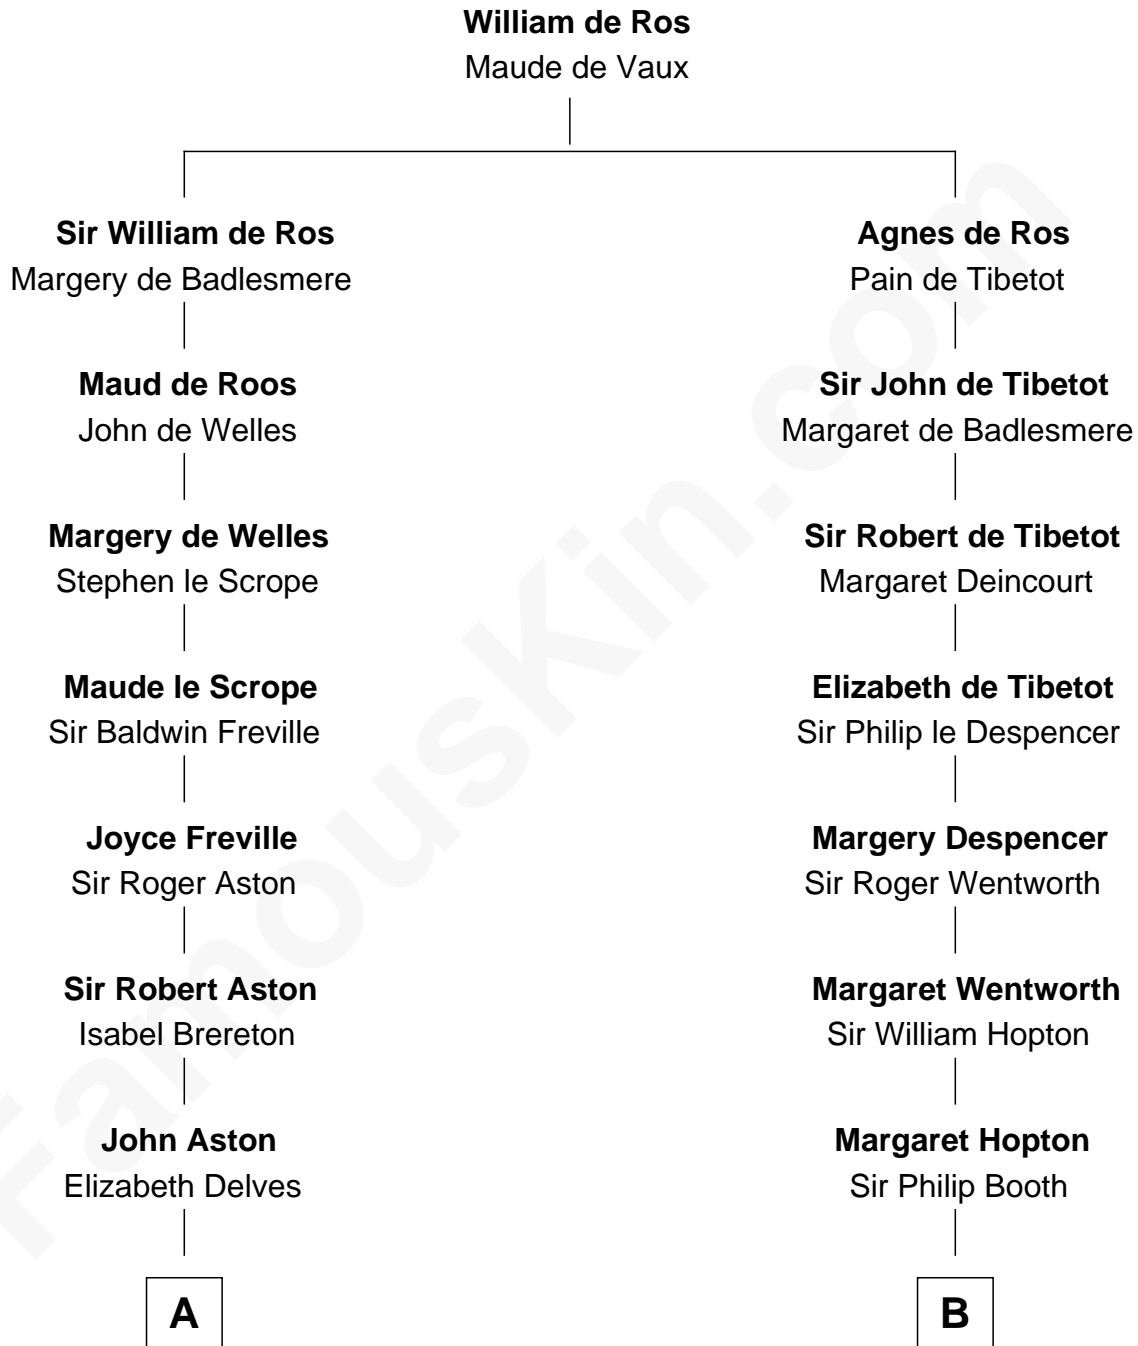 William de Ros
Maude de Vaux
Sir William de Ros
Margery de Badlesmere
Agnes de Ros
Pain de Tibetot
Maud de Roos
John de Welles
Sir John de Tibetot
Margaret de Badlesmere
Margery de Welles
Stephen le Scrope
Sir Robert de Tibetot
Margaret Deincourt
Maude le Scrope
Sir Baldwin Freville
Elizabeth de Tibetot
Sir Philip le Despencer
Joyce Freville
Sir Roger Aston
Margery Despencer
Sir Roger Wentworth
Sir Robert Aston
Isabel Brereton
Margaret Wentworth
Sir William Hopton
John Aston
Elizabeth Delves
Margaret Hopton
Sir Philip Booth
A
B
FamousKin.com